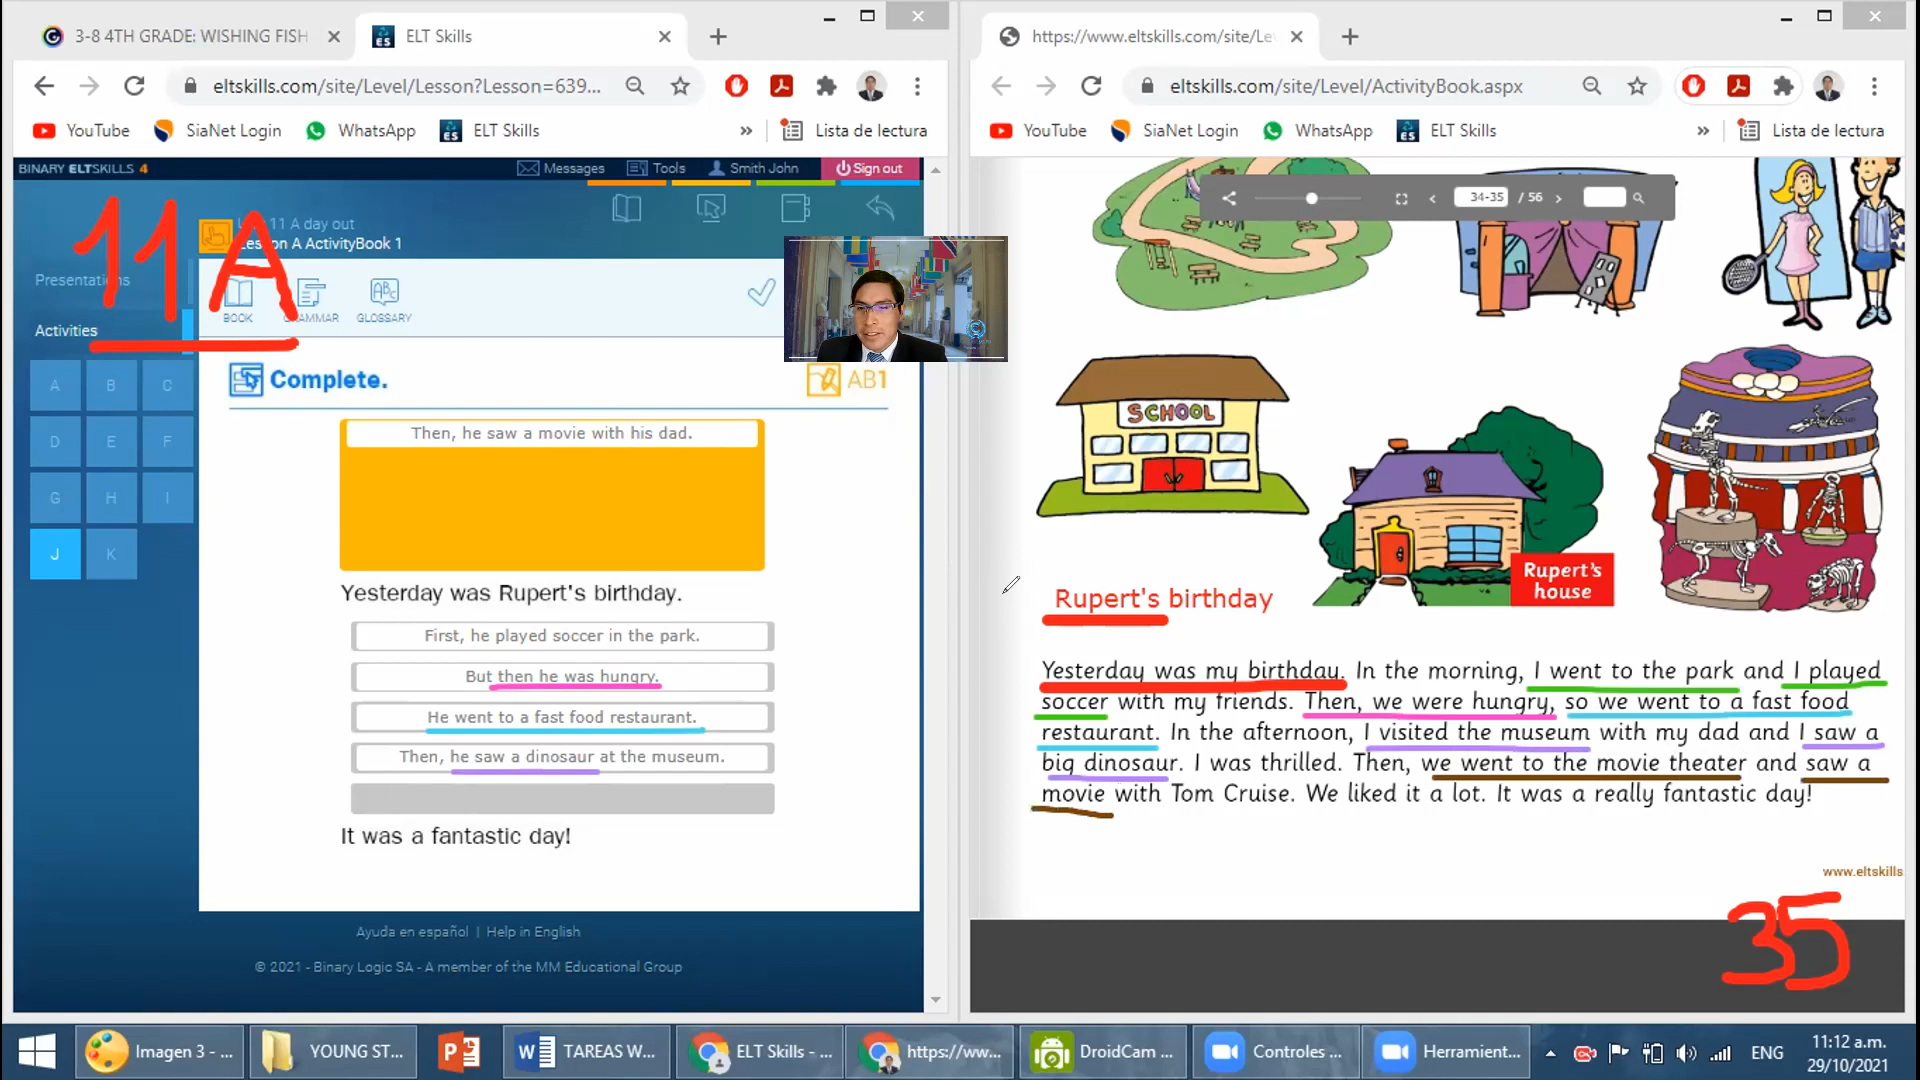 3-8 4TH GRADE: WISHING FISH
ELT Skills
eltskills.com/site/Level/Lesson?Lesson=639...
YouTube
SiaNet Login
WhatsApp
ELT Skills
»
Lista de lectura
BINARY ELTSKILLS 4
Messages
Tools
Smith John
Sign out
11 A day out
Lesson A ActivityBook 1
11A
Presentations
Activities
BOOK
GRAMMAR
GLOSSARY
A B C
D E F
G H I
J K
Complete.
AB1
Then, he saw a movie with his dad.
Yesterday was Rupert's birthday.
First, he played soccer in the park.
But then he was hungry.
He went to a fast food restaurant.
Then, he saw a dinosaur at the museum.
It was a fantastic day!
Ayuda en español | Help in English
© 2021 - Binary Logic SA - A member of the MM Educational Group
https://www.eltskills.com/site/Le
eltskills.com/site/Level/ActivityBook.aspx
YouTube
SiaNet Login
WhatsApp
ELT Skills
»
Lista de lectura
34-35 / 56
SCHOOL
Rupert's
house
Rupert's birthday
Yesterday was my birthday. In the morning, I went to the park and I played
soccer with my friends. Then, we were hungry, so we went to a fast food
restaurant. In the afternoon, I visited the museum with my dad and I saw a
big dinosaur. I was thrilled. Then, we went to the movie theater and saw a
movie with Tom Cruise. We liked it a lot. It was a really fantastic day!
www.eltskills
35
Imagen 3 - ...
YOUNG ST...
TAREAS W...
ELT Skills - ...
https://ww...
DroidCam ...
Controles ...
Herramient...
ENG
11:12 a.m.
29/10/2021